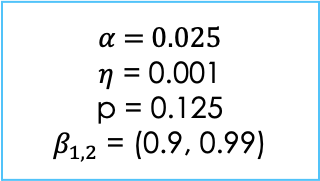 α = 0.025
η = 0.001
p = 0.125
β₁,₂ = (0.9, 0.99)